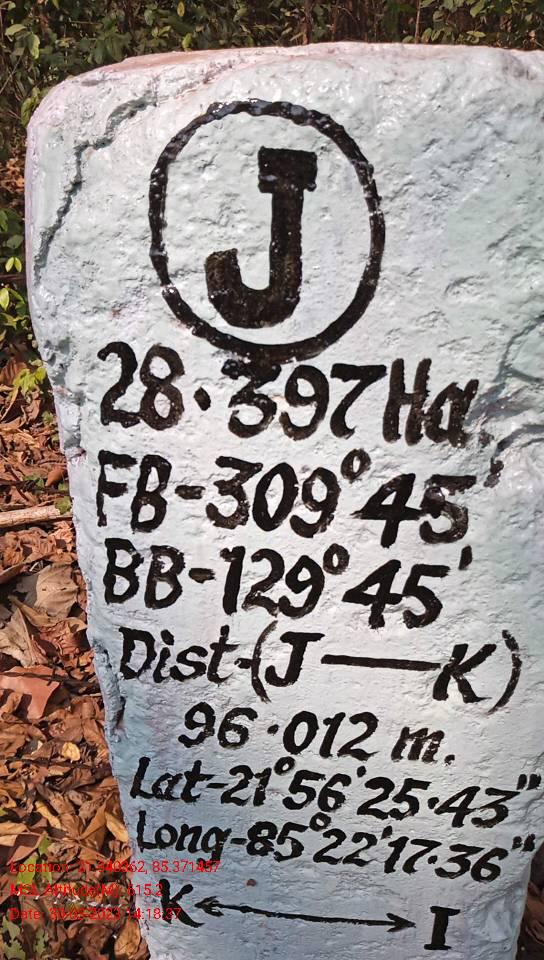 J
28.397Ha.
FB-309°45'
BB-129°45'
Dist-(J—K)
96.012 m.
Lat-21°56'25.43"
Long-85°22'17.36"
K↔I